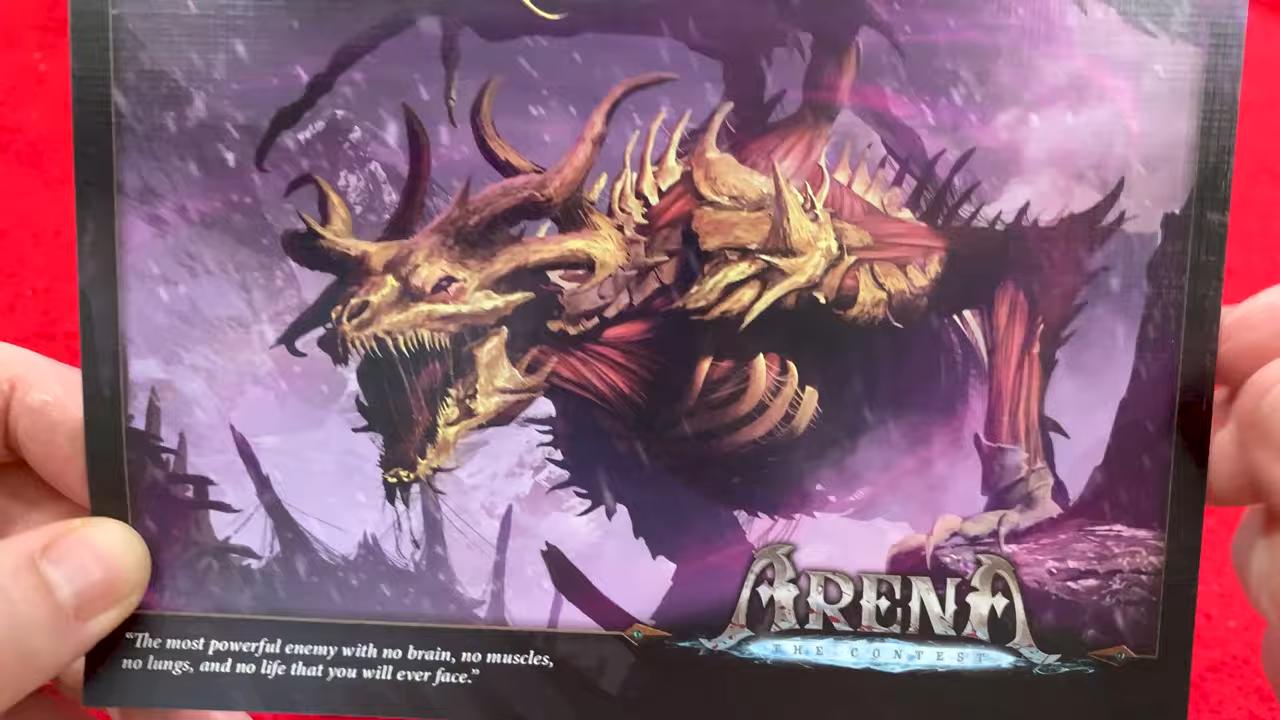 ARENA
THE CONTEST
“The most powerful enemy with no brain, no muscles,
no lungs, and no life that you will ever face.”